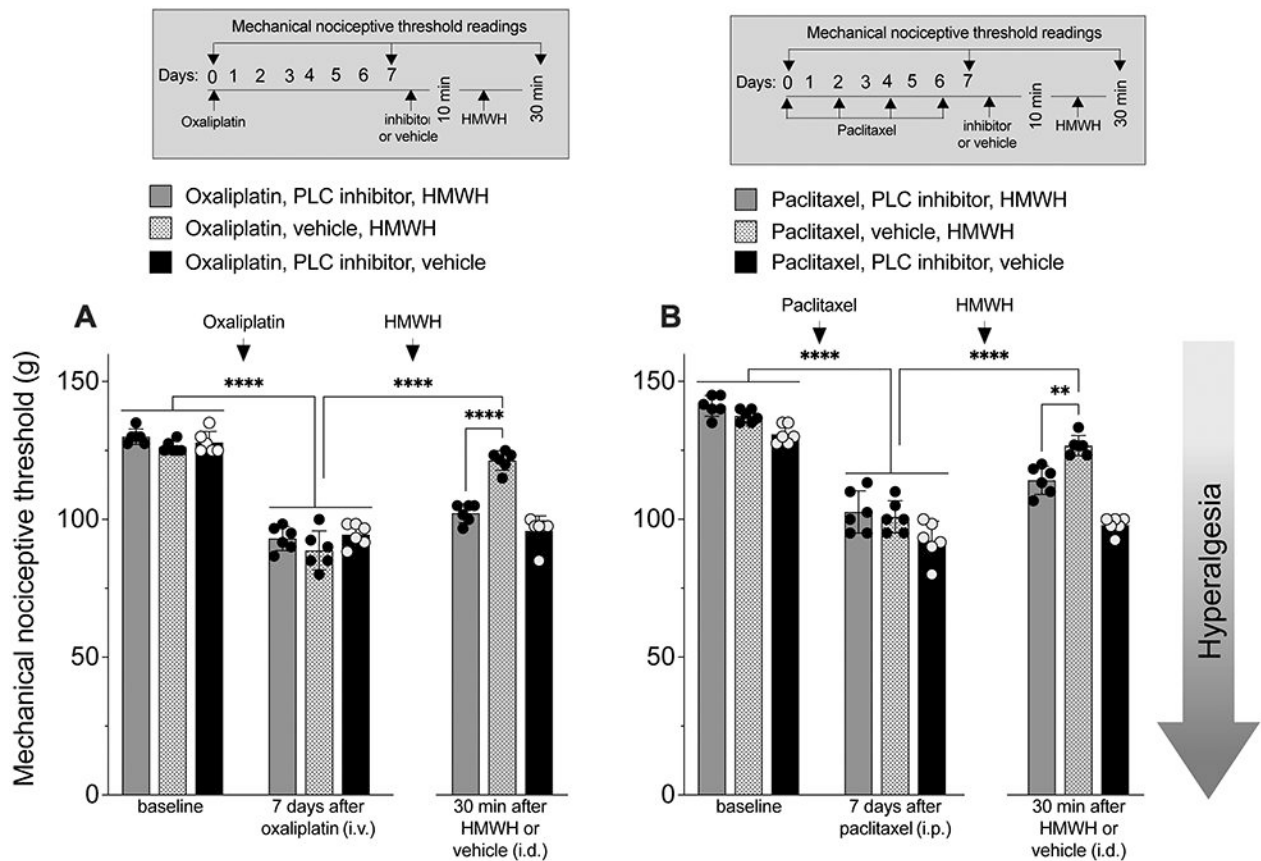 Mechanical nociceptive threshold readings
Days: 0 1 2 3 4 5 6 7 10 min 30 min
Oxaliplatin
inhibitor
or vehicle
HMWH
Oxaliplatin, PLC inhibitor, HMWH
Oxaliplatin, vehicle, HMWH
Oxaliplatin, PLC inhibitor, vehicle
Mechanical nociceptive threshold readings
Days: 0 1 2 3 4 5 6 7 10 min 30 min
Paclitaxel
inhibitor
or vehicle
HMWH
Paclitaxel, PLC inhibitor, HMWH
Paclitaxel, vehicle, HMWH
Paclitaxel, PLC inhibitor, vehicle
A
Oxaliplatin
HMWH
**** ****
****
Mechanical nociceptive threshold (g)
150
100
50
0
baseline
7 days after
oxaliplatin (i.v.)
30 min after
HMWH or
vehicle (i.d.)
B
Paclitaxel
HMWH
**** ****
**
150
100
50
0
baseline
7 days after
paclitaxel (i.p.)
30 min after
HMWH or
vehicle (i.d.)
Hyperalgesia